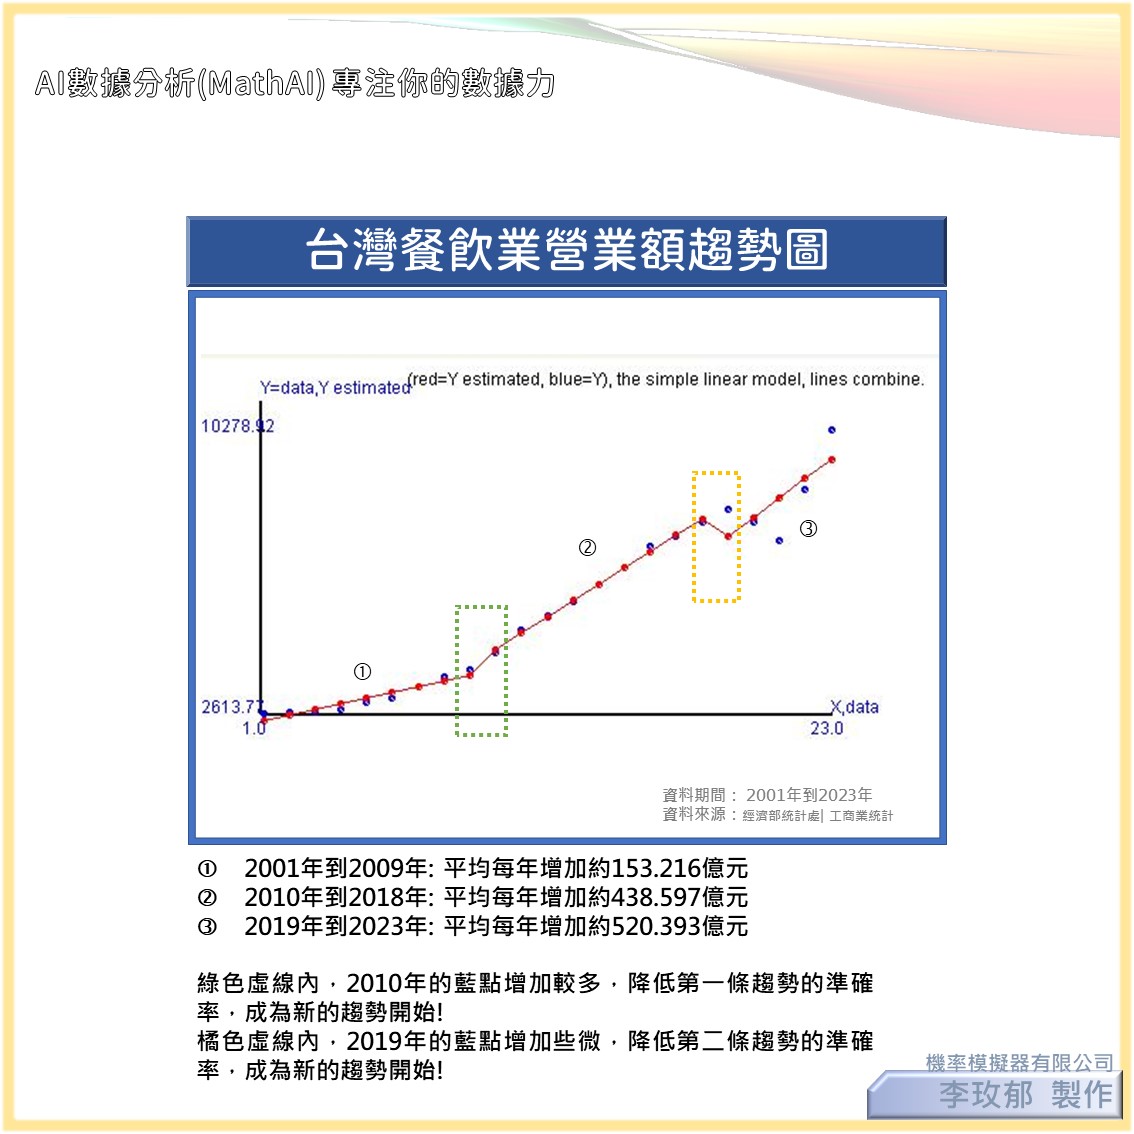 AI數據分析(MathAI) 專注你的數據力
台灣餐飲業營業額趨勢圖
(red=Y estimated, blue=Y), the simple linear model, lines combine.
Y=data,Y estimated
10278.92
③
②
①
2613.77
X,data
1.0
23.0
資料期間： 2001年到2023年
資料來源：經濟部統計處| 工商業統計
① 2001年到2009年: 平均每年增加約153.216億元
② 2010年到2018年: 平均每年增加約438.597億元
③ 2019年到2023年: 平均每年增加約520.393億元
綠色虛線內，2010年的藍點增加較多，降低第一條趨勢的準確
率，成為新的趨勢開始!
橘色虛線內，2019年的藍點增加些微，降低第二條趨勢的準確
率，成為新的趨勢開始!
機率模擬器有限公司
李玫郁 製作